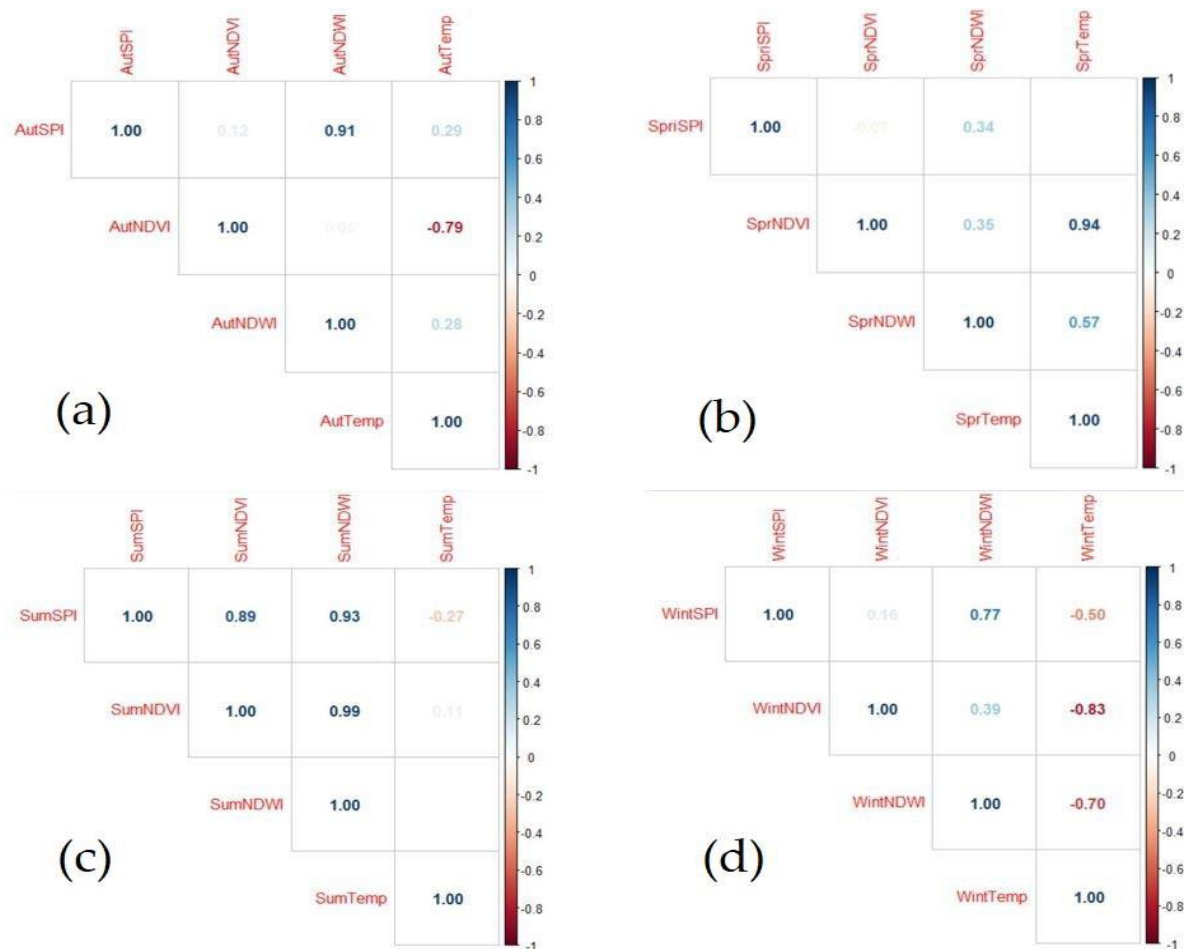 AutSPI AutNDVI AutNDWI AutTemp
AutSPI 1.00 0.12 0.91 0.29
AutNDVI 1.00 0.05 -0.79
AutNDWI 1.00 0.28
AutTemp 1.00
1
0.8
0.6
0.4
0.2
0
-0.2
-0.4
-0.6
-0.8
-1
(a)
SpriSPI SprNDVI SprNDWI SprTemp
SpriSPI 1.00 -0.07 0.34
SprNDVI 1.00 0.35 0.94
SprNDWI 1.00 0.57
SprTemp 1.00
1
0.8
0.6
0.4
0.2
0
-0.2
-0.4
-0.6
-0.8
-1
(b)
SumSPI SumNDVI SumNDWI SumTemp
SumSPI 1.00 0.89 0.93 -0.27
SumNDVI 1.00 0.99 0.11
SumNDWI 1.00
SumTemp 1.00
1
0.8
0.6
0.4
0.2
0
-0.2
-0.4
-0.6
-0.8
-1
(c)
WintSPI WintNDVI WintNDWI WintTemp
WintSPI 1.00 0.16 0.77 -0.50
WintNDVI 1.00 0.39 -0.83
WintNDWI 1.00 -0.70
WintTemp 1.00
1
0.8
0.6
0.4
0.2
0
-0.2
-0.4
-0.6
-0.8
-1
(d)